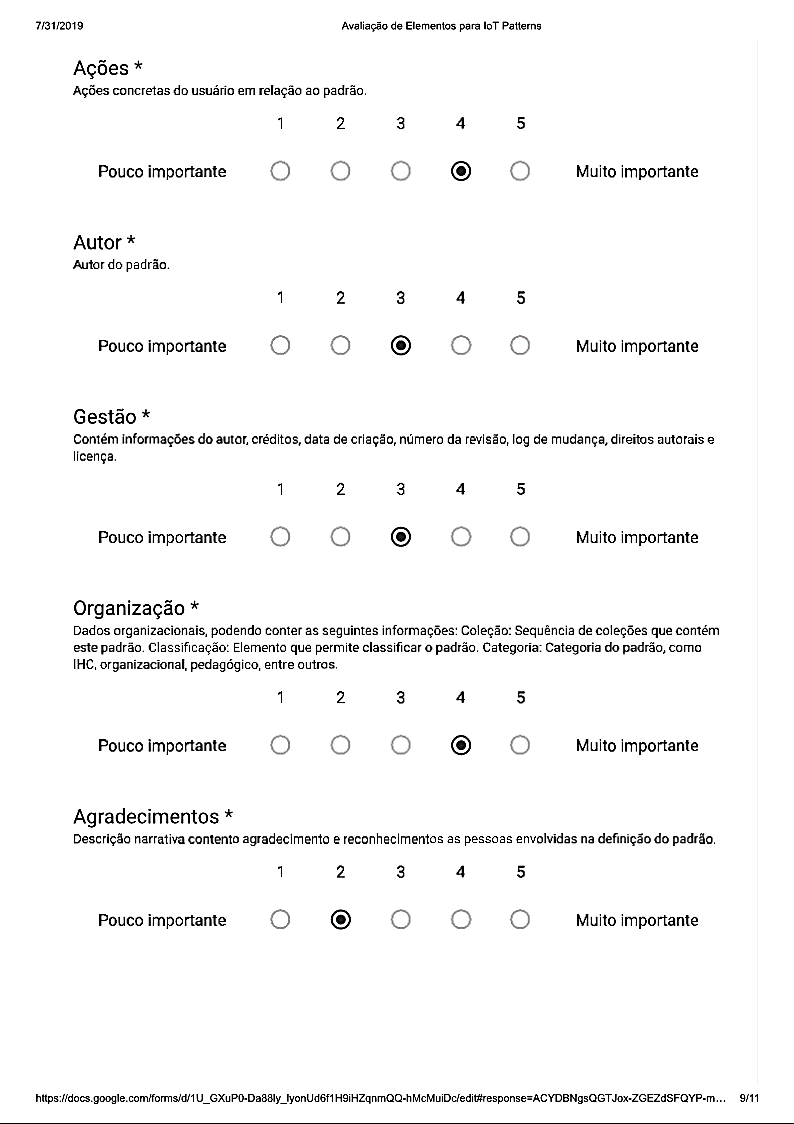 7/31/2019 Avaliação de Elementos para IoT Patterns
Ações *
Ações concretas do usuário em relação ao padrão.
1 2 3 4 5
Pouco importante Muito importante
Autor *
Autor do padrão.
1 2 3 4 5
Pouco importante Muito importante
Gestão *
Contém informações do autor, créditos, data de criação, número da revisão, log de mudança, direitos autorais e
licença.
1 2 3 4 5
Pouco importante Muito importante
Organização *
Dados organizacionais, podendo conter as seguintes informações: Coleção: Sequência de coleções que contém
este padrão. Classificação: Elemento que permite classificar o padrão. Categoria: Categoria do padrão, como
IHC, organizacional, pedagógico, entre outros.
1 2 3 4 5
Pouco importante Muito importante
Agradecimentos *
Descrição narrativa contento agradecimento e reconhecimentos as pessoas envolvidas na definição do padrão.
1 2 3 4 5
Pouco importante Muito importante
https://docs.google.com/forms/d/1U_GXuP0-Da88ly_lyonUd6f1H9iHZqnmQQ-hMcMuiDc/edit#response=ACYDBNgsQGTJox-ZGEZdSFQYP-m... 9/11